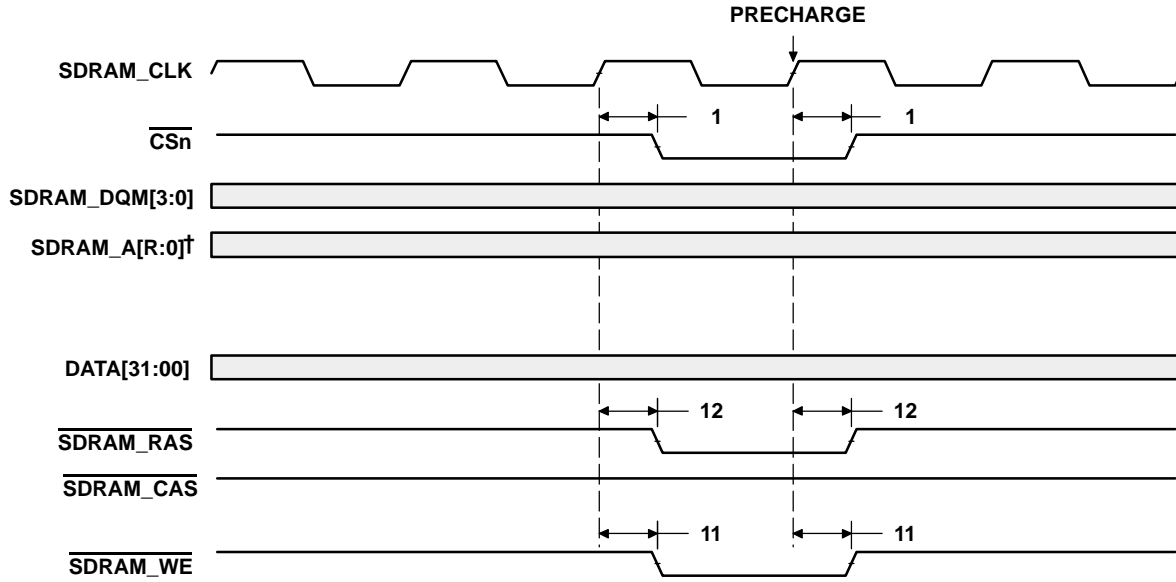 PRECHARGE
SDRAM_CLK
1 1
CSn
SDRAM_DQM[3:0]
SDRAM_A[R:0]†
DATA[31:00]
12 12
SDRAM_RAS
SDRAM_CAS
11 11
SDRAM_WE